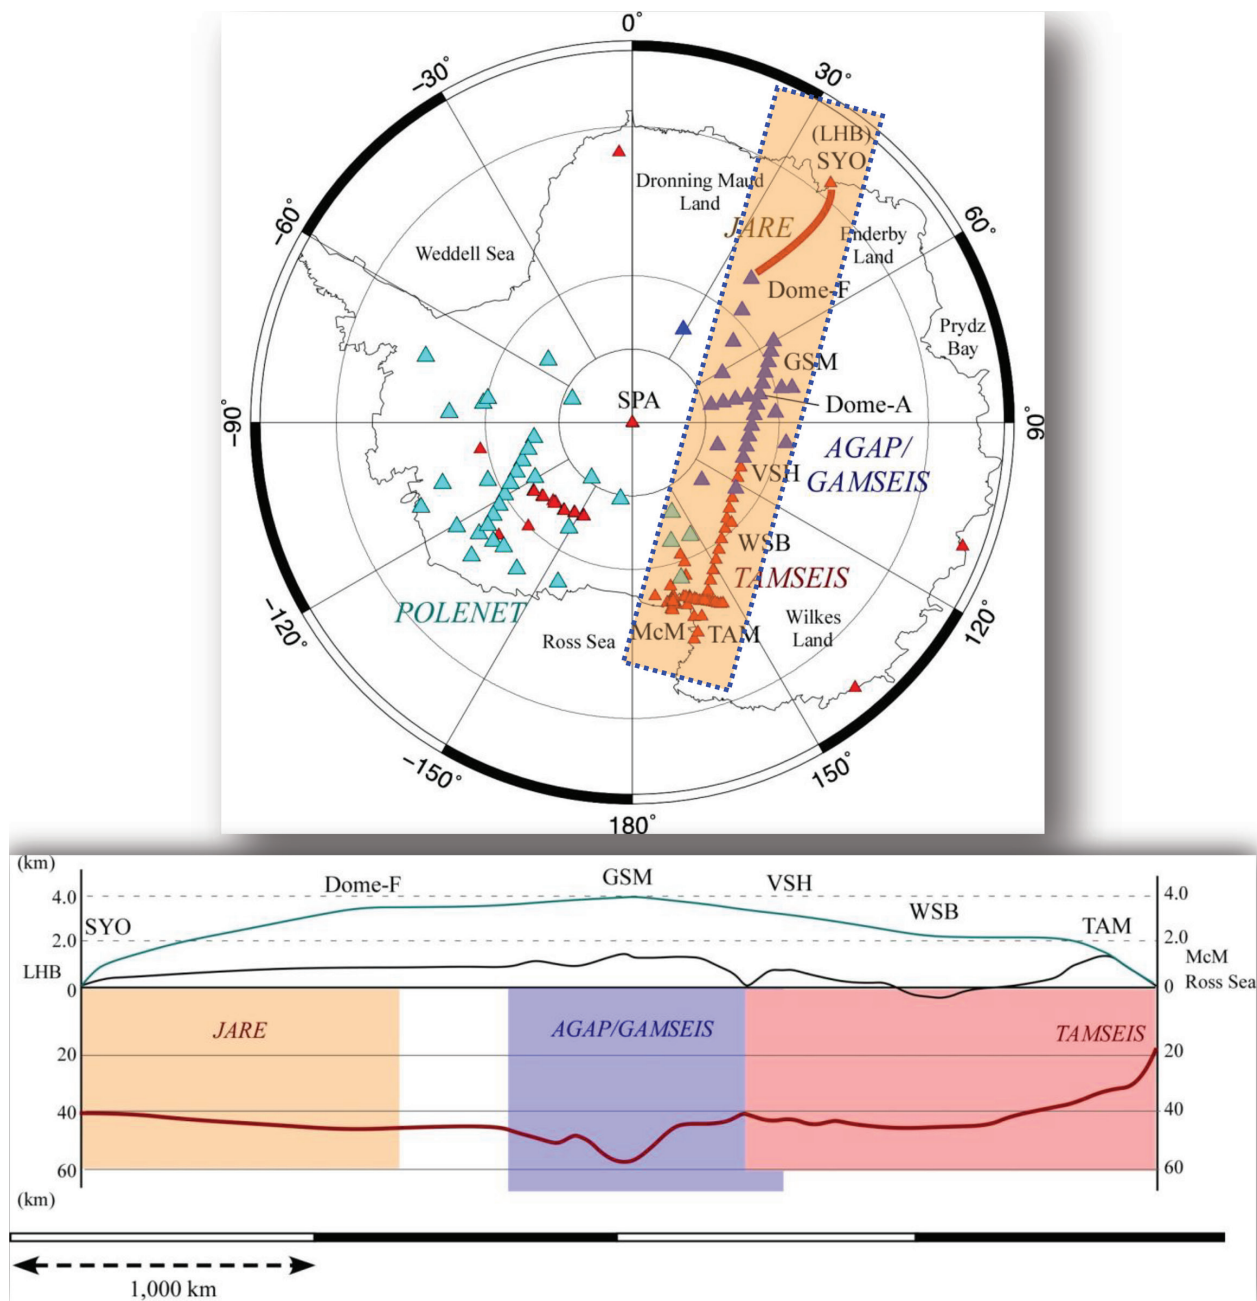 0°
−30°
30°
(LHB)
SYO
Dronning Maud
Land
−60°
60°
JARE
Enderby
Land
Weddell Sea
Dome-F
Prydz
Bay
GSM
SPA
Dome-A
−90°
90°
AGAP/
GAMSEIS
VSH
WSB
TAMSEIS
POLENET
−120°
120°
Wilkes
Land
Ross Sea
McM
TAM
−150°
150°
180°
(km)
Dome-F
GSM
VSH
4.0
4.0
SYO
WSB
TAM
2.0
2.0
LHB
McM
0
0
Ross Sea
JARE
AGAP/GAMSEIS
TAMSEIS
20
20
40
40
60
60
(km)
1,000 km